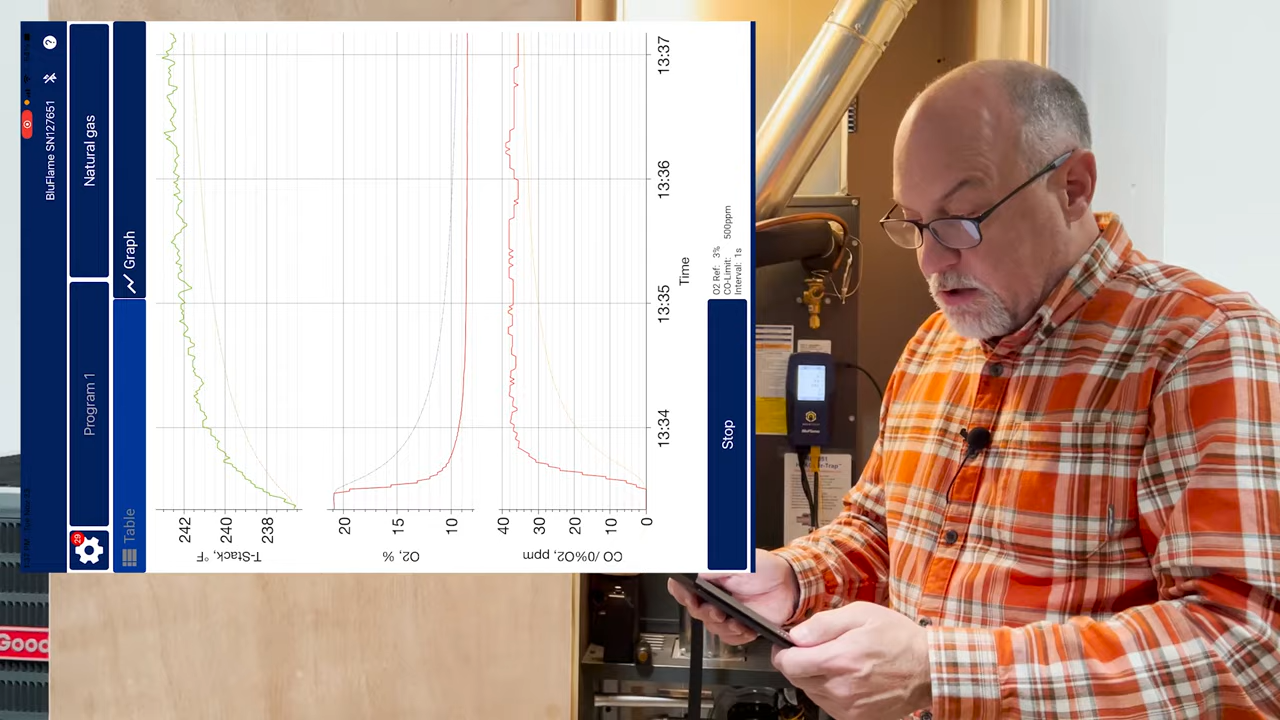 BluFlame SN127651
29
Program 1
Natural gas
Table
Graph
T-Stack, °F
242
240
238
O2, %
20
15
10
CO /0%O2, ppm
40
30
20
10
0
13:34
13:35
13:36
13:37
Time
O2 Ref: 3%
CO-Limit: 500ppm
Interval: 1s
Stop
Good